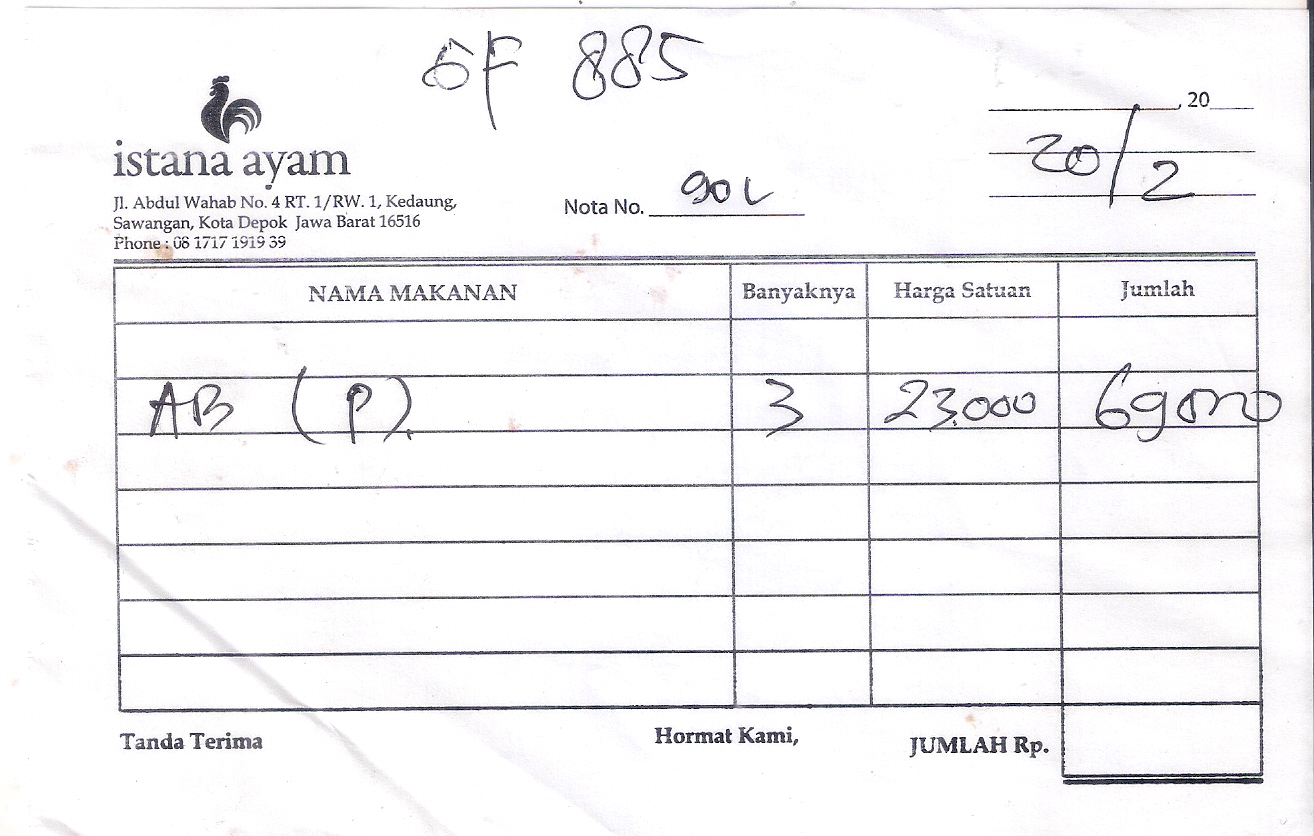 GF 885
istana ayam
Jl. Abdul Wahab No. 4 RT. 1/RW. 1, Kedaung,
Sawangan, Kota Depok Jawa Barat 16516
Phone : 08 1717 1919 39
Nota No.
, 20
20/2
NAMA MAKANAN Banyaknya Harga Satuan Jumlah
AB (P) 3 23.000 69000
Tanda Terima Hormat Kami, JUMLAH Rp.